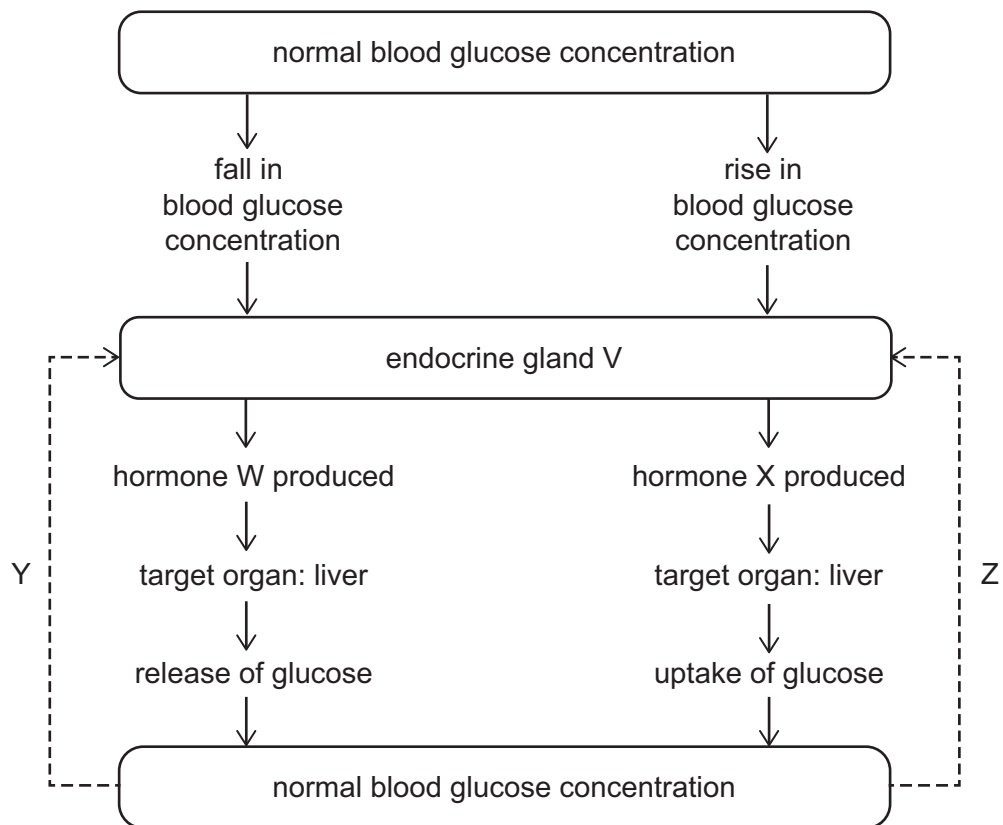 normal blood glucose concentration
fall in
blood glucose
concentration
rise in
blood glucose
concentration
endocrine gland V
hormone W produced
hormone X produced
Y
target organ: liver
target organ: liver
Z
release of glucose
uptake of glucose
normal blood glucose concentration